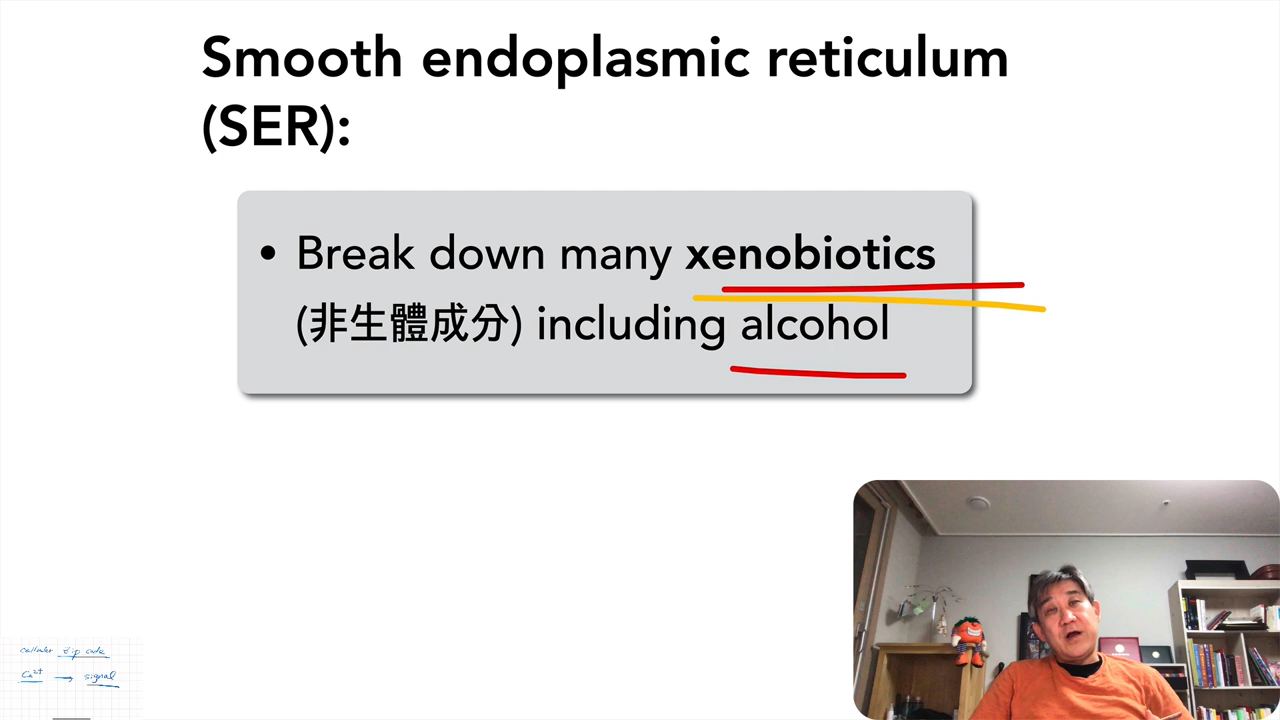 Smooth endoplasmic reticulum
(SER):
• Break down many xenobiotics
(非生體成分) including alcohol
cellular zip code
Ca²⁺ → signal